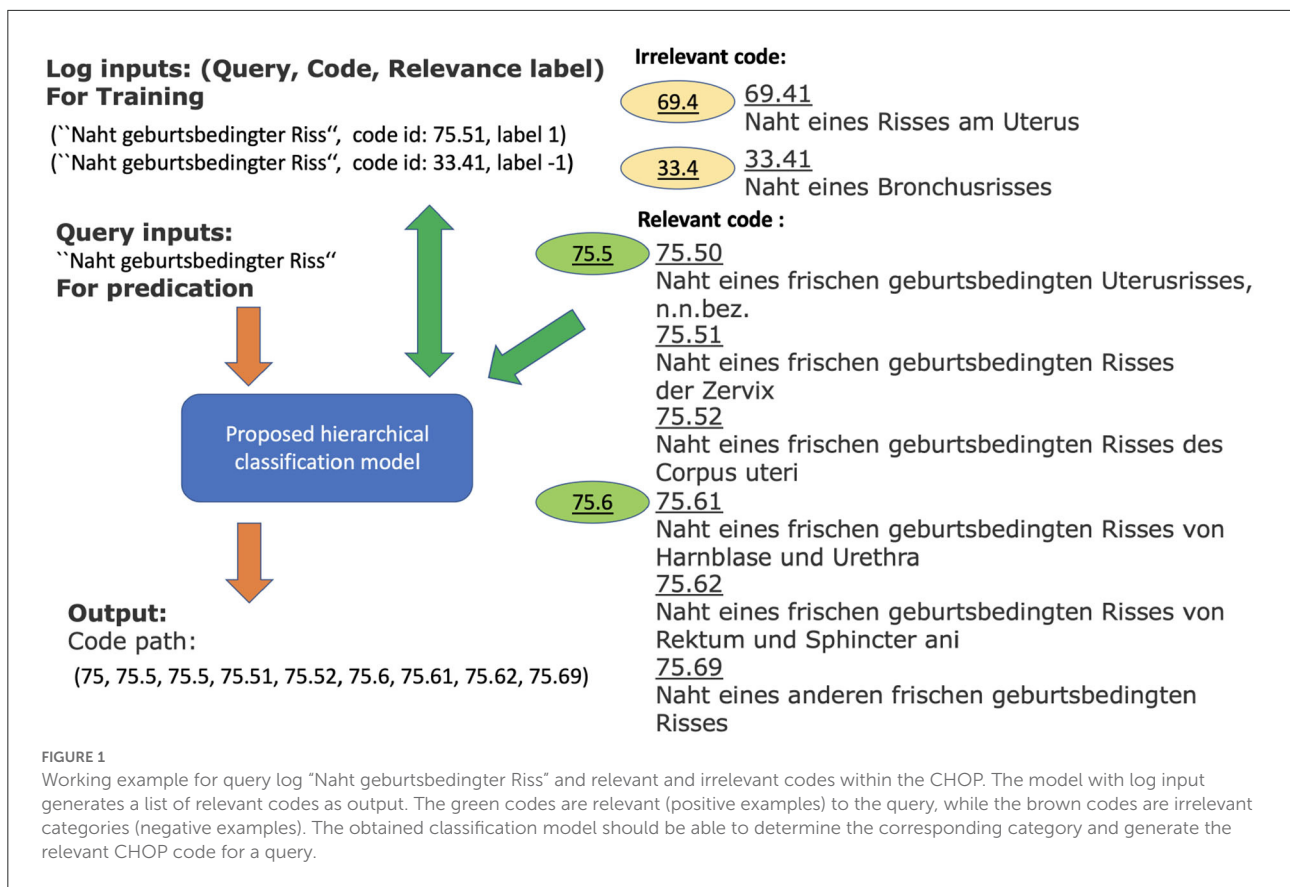 Log inputs: (Query, Code, Relevance label)
For Training
(``Naht geburtsbedingter Riss“, code id: 75.51, label 1)
(``Naht geburtsbedingter Riss“, code id: 33.41, label -1)
Query inputs:
``Naht geburtsbedingter Riss“
For predication
Proposed hierarchical
classification model
Output:
Code path:
(75, 75.5, 75.5, 75.51, 75.52, 75.6, 75.61, 75.62, 75.69)
Irrelevant code:
69.4
69.41
Naht eines Risses am Uterus
33.4
33.41
Naht eines Bronchusrisses
Relevant code :
75.5
75.50
Naht eines frischen geburtsbedingten Uterusrisses,
n.n.bez.
75.51
Naht eines frischen geburtsbedingten Risses
der Zervix
75.52
Naht eines frischen geburtsbedingten Risses des
Corpus uteri
75.6
75.61
Naht eines frischen geburtsbedingten Risses von
Harnblase und Urethra
75.62
Naht eines frischen geburtsbedingten Risses von
Rektum und Sphincter ani
75.69
Naht eines anderen frischen geburtsbedingten
Risses
FIGURE 1
Working example for query log “Naht geburtsbedingter Riss” and relevant and irrelevant codes within the CHOP. The model with log input
generates a list of relevant codes as output. The green codes are relevant (positive examples) to the query, while the brown codes are irrelevant
categories (negative examples). The obtained classification model should be able to determine the corresponding category and generate the
relevant CHOP code for a query.